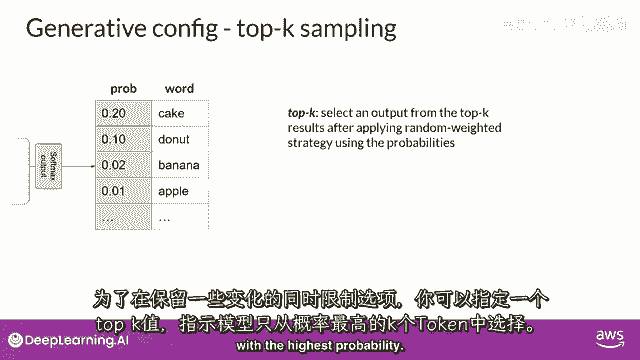 Generative config - top-k sampling
prob word
0.20 cake
0.10 donut
0.02 banana
0.01 apple
... ...
Softmax output
top-k: select an output from the top-k
results after applying random-weighted
strategy using the probabilities
为了在保留一些变化的同时限制选项，你可以指定一个
top k值，指示模型只从概率最高的k个Token中选择。
with the highest probability.
DeepLearning.AI
aws